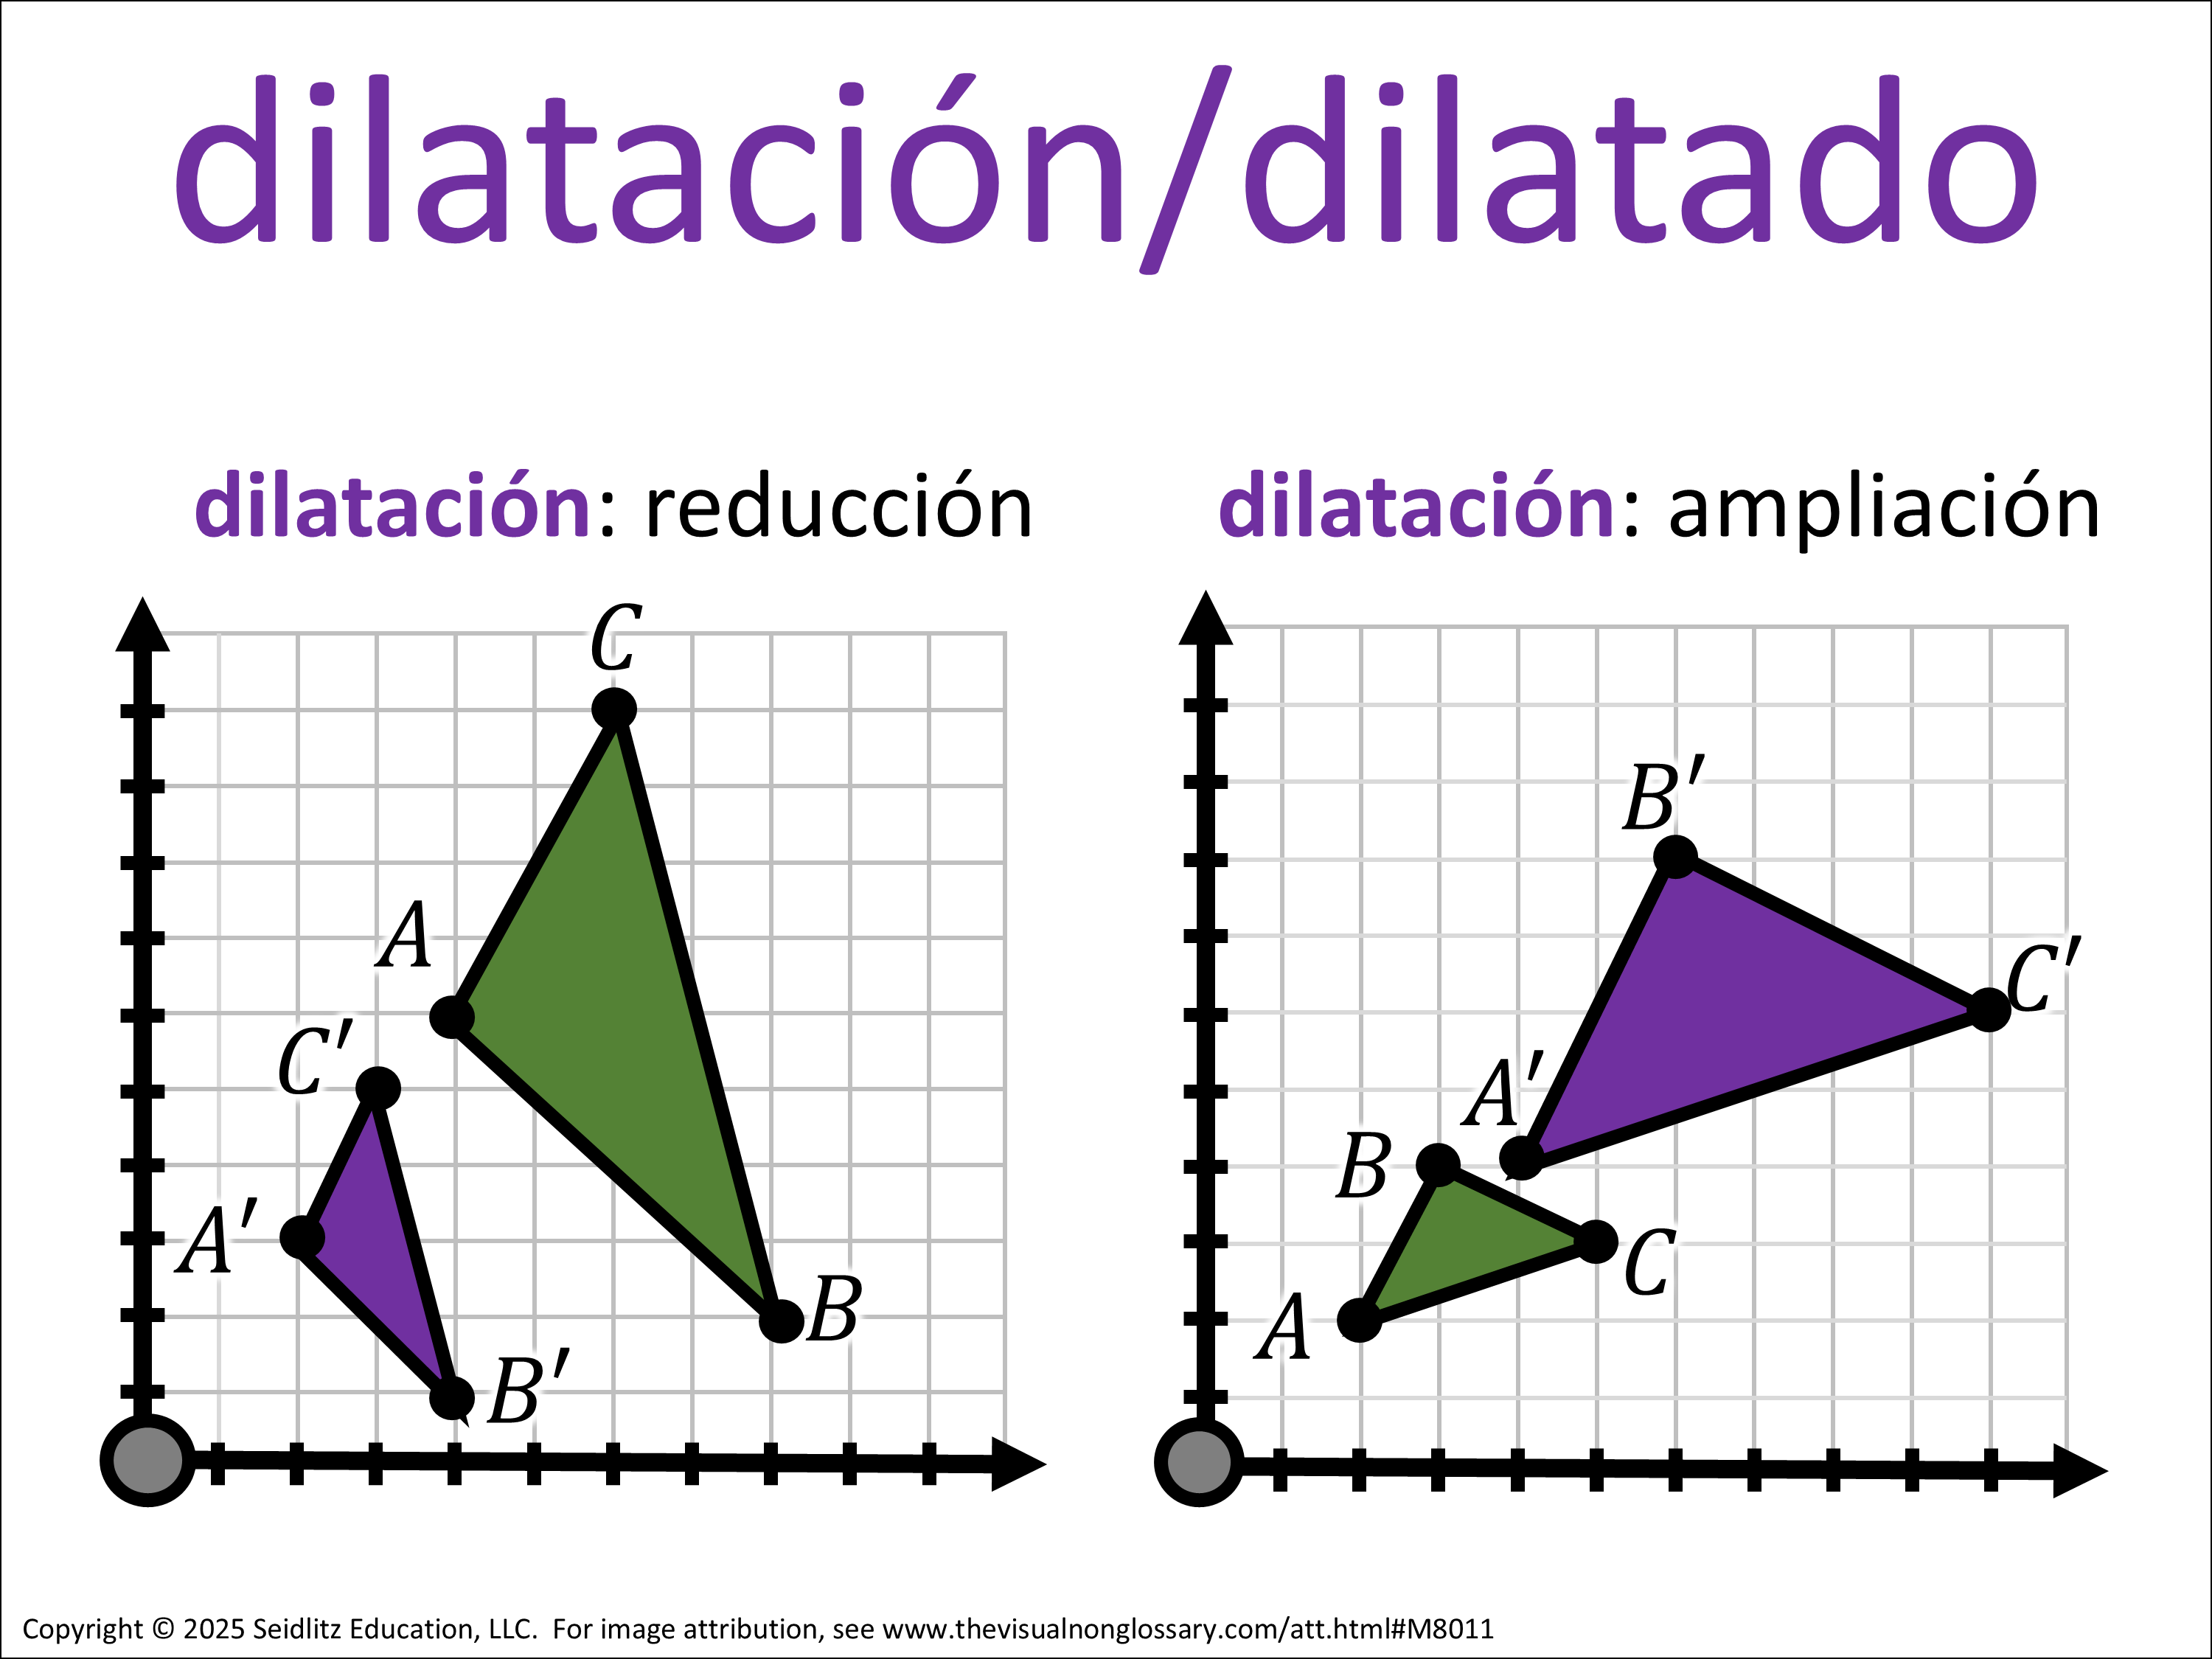 dilatación/dilatado
dilatación: reducción
dilatación: ampliación
C
A
C'
A'
B
B'
B'
C'
A'
B
C
A
Copyright © 2025 Seidlitz Education, LLC.  For image attribution, see www.thevisualnonglossary.com/att.html#M8011